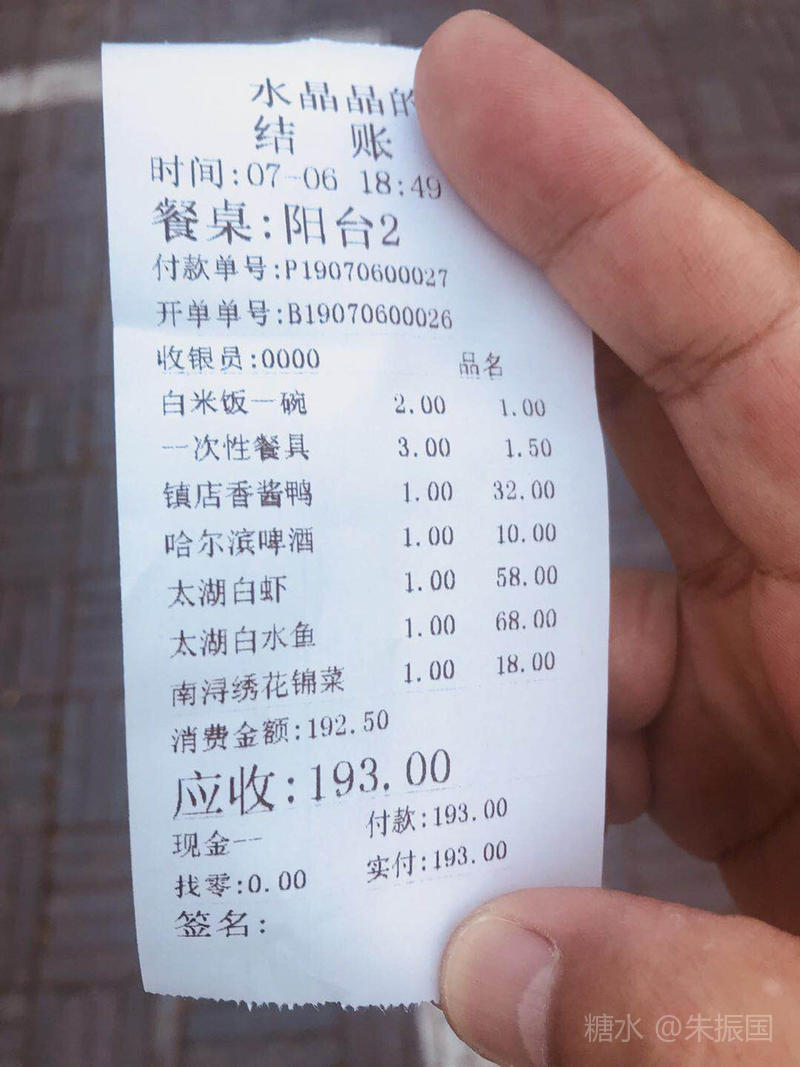 水晶晶的
结 账
时间:07-06 18:49
餐桌:阳台2
付款单号:P19070600027
开单单号:B19070600026
收银员:0000 品名
白米饭一碗 2.00 1.00
一次性餐具 3.00 1.50
镇店香酱鸭 1.00 32.00
哈尔滨啤酒 1.00 10.00
太湖白虾 1.00 58.00
太湖白水鱼 1.00 68.00
南浔绣花锦菜 1.00 18.00
消费金额:192.50
应收:193.00
现金-- 付款:193.00
找零:0.00 实付:193.00
签名:
糖水 @朱振国